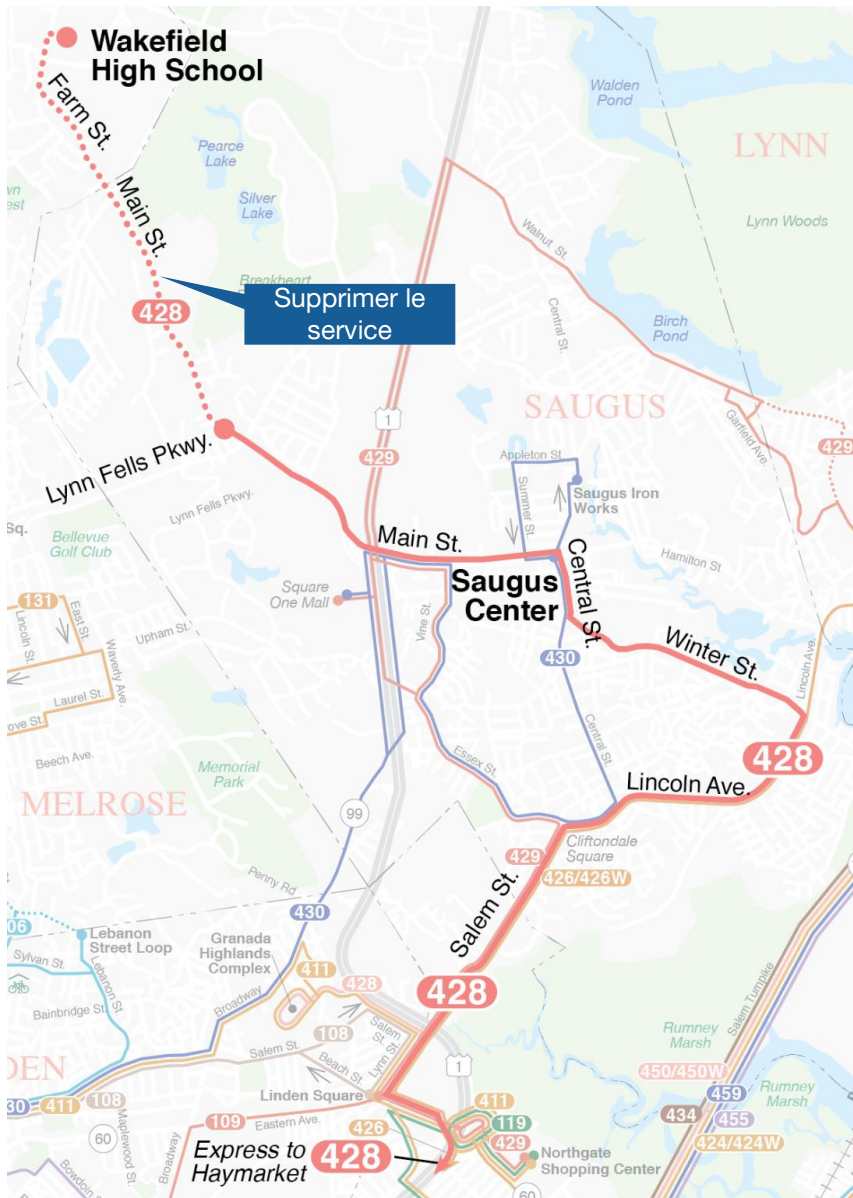 Wakefield
High School
Farm St.
Main St.
428
Supprimer le
service
Pearce
Lake
Silver
Lake
Walden
Pond
LYNN
Lynn Woods
Walnut St.
Central St.
Birch
Pond
SAUGUS
Garfield Ave.
429
1
429
Lynn Fells Pkwy.
Lynn Fells Pkwy.
Appleton St.
Summer St.
Saugus Iron
Works
Sq.
Bellevue
Golf Club
Main St.
Hamilton St.
Square
One Mall
Saugus
Center
Central St.
Winter St.
Lincoln Ave.
131
East St.
Lincoln St.
Waverly Ave.
Upham St.
Vine St.
430
Laurel St.
Beech Ave.
Memorial
Park
Essex St.
Central St.
428
Lincoln Ave.
MELROSE
99
Cliftondale
Square
429
426/426W
Penny Rd
Salem St.
430
Lebanon
Street Loop
Sylvan St.
Lebanon St.
Granada
Highlands
Complex
411
428
428
Bainbridge St.
Broadway
108
Salem St.
Lynn St.
Salem St.
Beach St.
1
Salem Turnpike
Rumney
Marsh
450/450W
Rumney
Marsh
459
455
434
424/424W
411
108
Linden Square
411
119
429
109
Eastern Ave.
426
60
Maplewood St.
Broadway
Express to
Haymarket
428
Northgate
Shopping Center
60